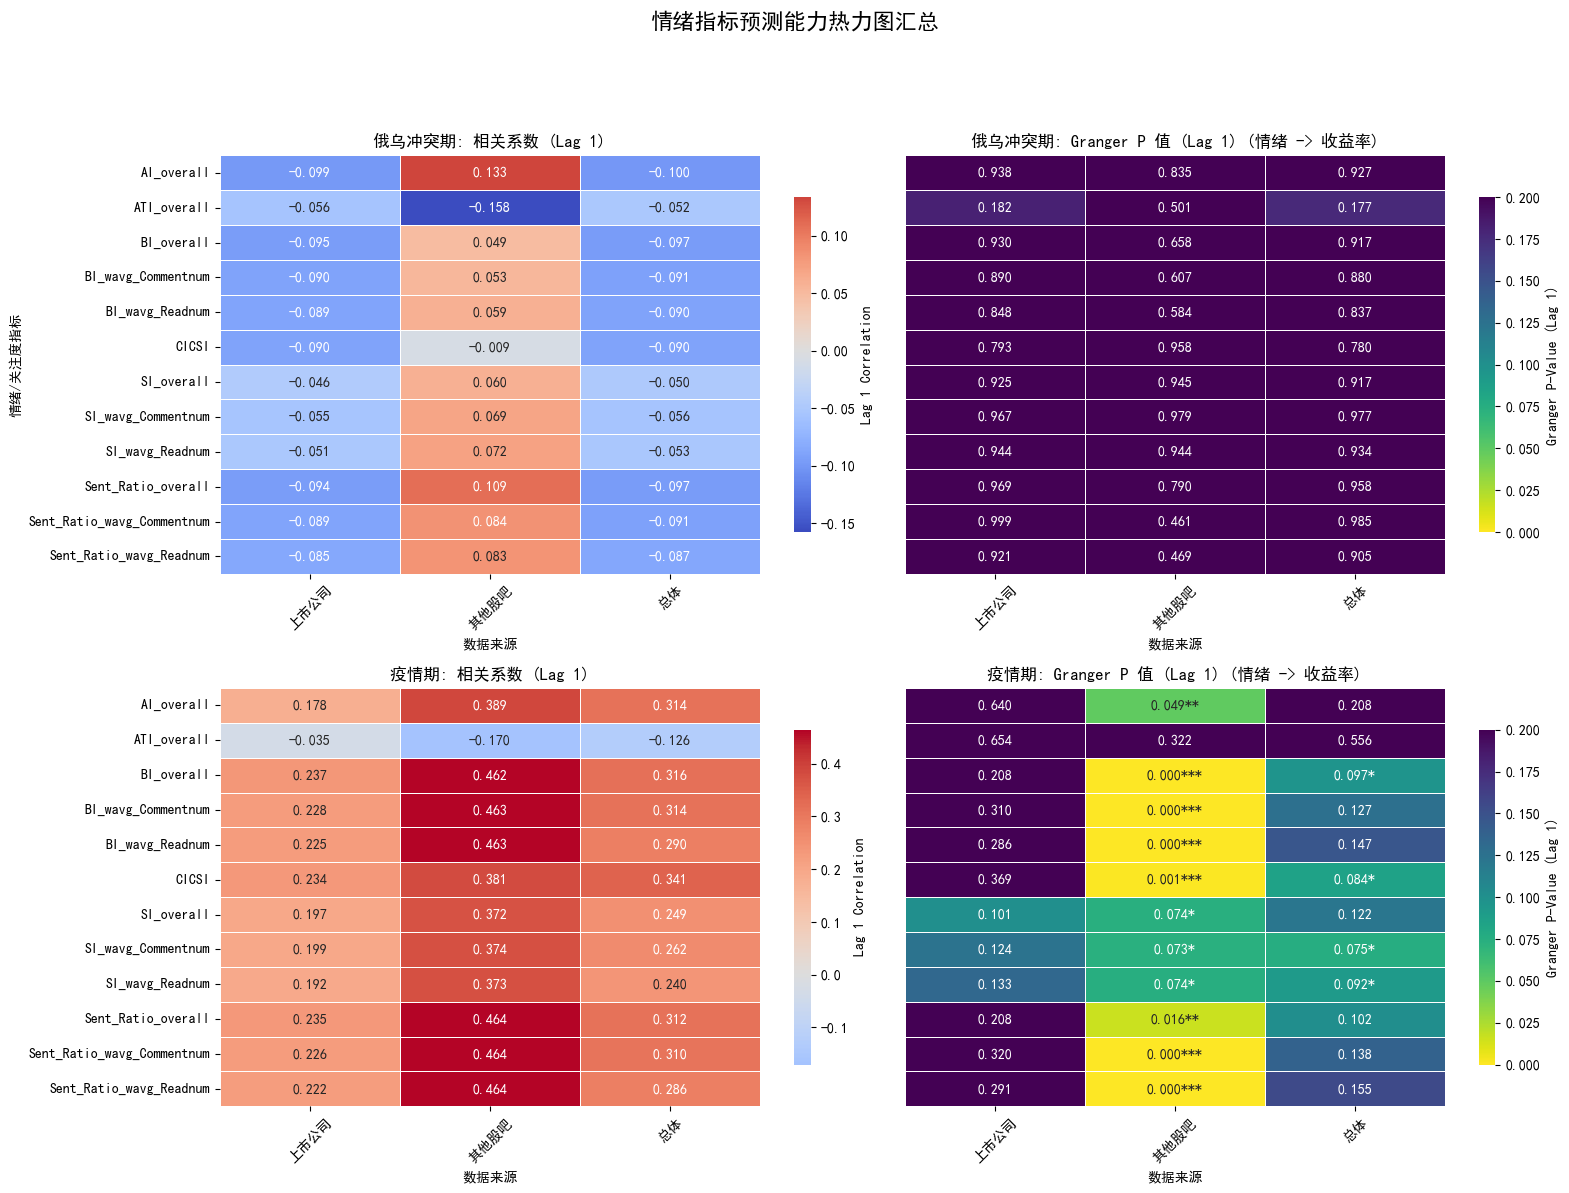 情绪指标预测能力热力图汇总
俄乌冲突期: 相关系数 (Lag 1)
情绪/关注度指标
AI_overall -0.099 0.133 -0.100
ATI_overall -0.056 -0.158 -0.052
BI_overall -0.095 0.049 -0.097
BI_wavg_Commentnum -0.090 0.053 -0.091
BI_wavg_Readnum -0.089 0.059 -0.090
CICSI -0.090 -0.009 -0.090
SI_overall -0.046 0.060 -0.050
SI_wavg_Commentnum -0.055 0.069 -0.056
SI_wavg_Readnum -0.051 0.072 -0.053
Sent_Ratio_overall -0.094 0.109 -0.097
Sent_Ratio_wavg_Commentnum -0.089 0.084 -0.091
Sent_Ratio_wavg_Readnum -0.085 0.083 -0.087
上市公司 其他股吧 总体
数据来源
0.10
0.05
0.00
-0.05
-0.10
-0.15
Lag 1 Correlation
俄乌冲突期: Granger P 值 (Lag 1) (情绪 -> 收益率)
0.938 0.835 0.927
0.182 0.501 0.177
0.930 0.658 0.917
0.890 0.607 0.880
0.848 0.584 0.837
0.793 0.958 0.780
0.925 0.945 0.917
0.967 0.979 0.977
0.944 0.944 0.934
0.969 0.790 0.958
0.999 0.461 0.985
0.921 0.469 0.905
上市公司 其他股吧 总体
数据来源
0.200
0.175
0.150
0.125
0.100
0.075
0.050
0.025
0.000
Granger P-Value (Lag 1)
疫情期: 相关系数 (Lag 1)
AI_overall 0.178 0.389 0.314
ATI_overall -0.035 -0.170 -0.126
BI_overall 0.237 0.462 0.316
BI_wavg_Commentnum 0.228 0.463 0.314
BI_wavg_Readnum 0.225 0.463 0.290
CICSI 0.234 0.381 0.341
SI_overall 0.197 0.372 0.249
SI_wavg_Commentnum 0.199 0.374 0.262
SI_wavg_Readnum 0.192 0.373 0.240
Sent_Ratio_overall 0.235 0.464 0.312
Sent_Ratio_wavg_Commentnum 0.226 0.464 0.310
Sent_Ratio_wavg_Readnum 0.222 0.464 0.286
上市公司 其他股吧 总体
数据来源
0.4
0.3
0.2
0.1
0.0
-0.1
Lag 1 Correlation
疫情期: Granger P 值 (Lag 1) (情绪 -> 收益率)
0.640 0.049** 0.208
0.654 0.322 0.556
0.208 0.000*** 0.097*
0.310 0.000*** 0.127
0.286 0.000*** 0.147
0.369 0.001*** 0.084*
0.101 0.074* 0.122
0.124 0.073* 0.075*
0.133 0.074* 0.092*
0.208 0.016** 0.102
0.320 0.000*** 0.138
0.291 0.000*** 0.155
上市公司 其他股吧 总体
数据来源
0.200
0.175
0.150
0.125
0.100
0.075
0.050
0.025
0.000
Granger P-Value (Lag 1)